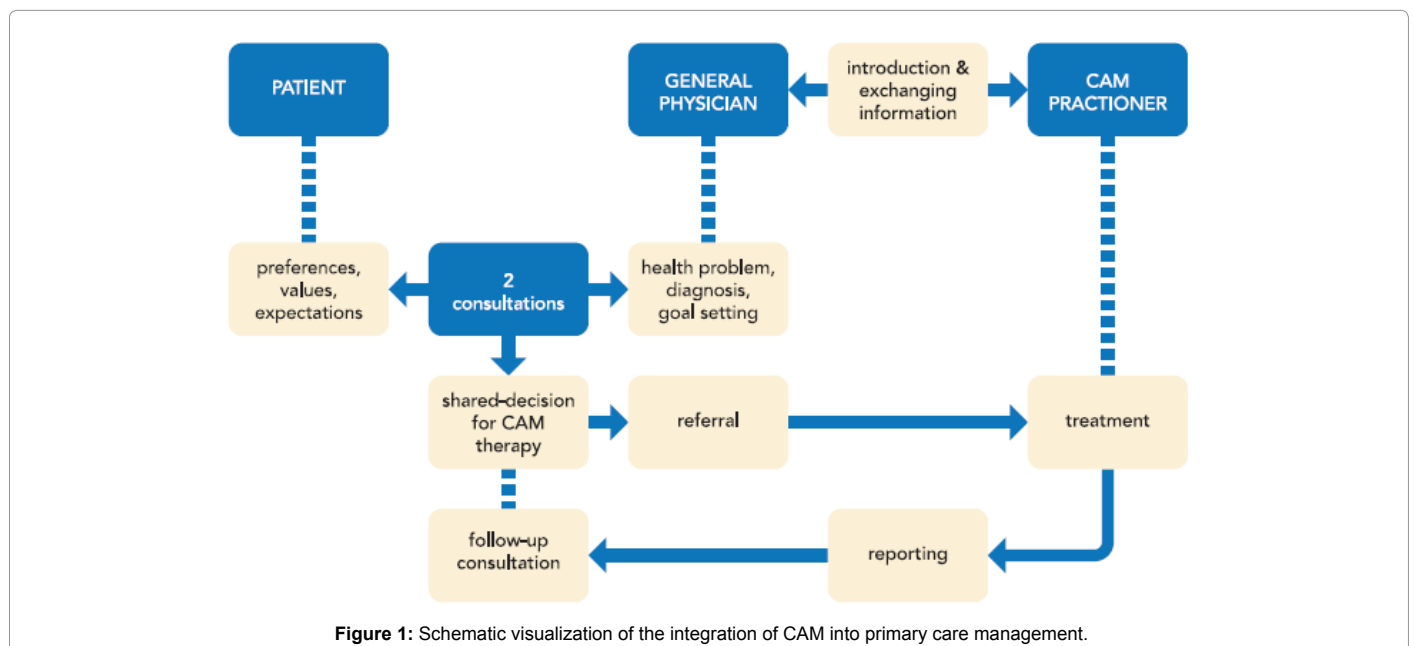 PATIENT
GENERAL
PHYSICIAN
introduction &
exchanging
information
CAM
PRACTIONER
preferences,
values,
expectations
2
consultations
health problem,
diagnosis,
goal setting
shared-decision
for CAM
therapy
referral
treatment
follow-up
consultation
reporting
Figure 1: Schematic visualization of the integration of CAM into primary care management.